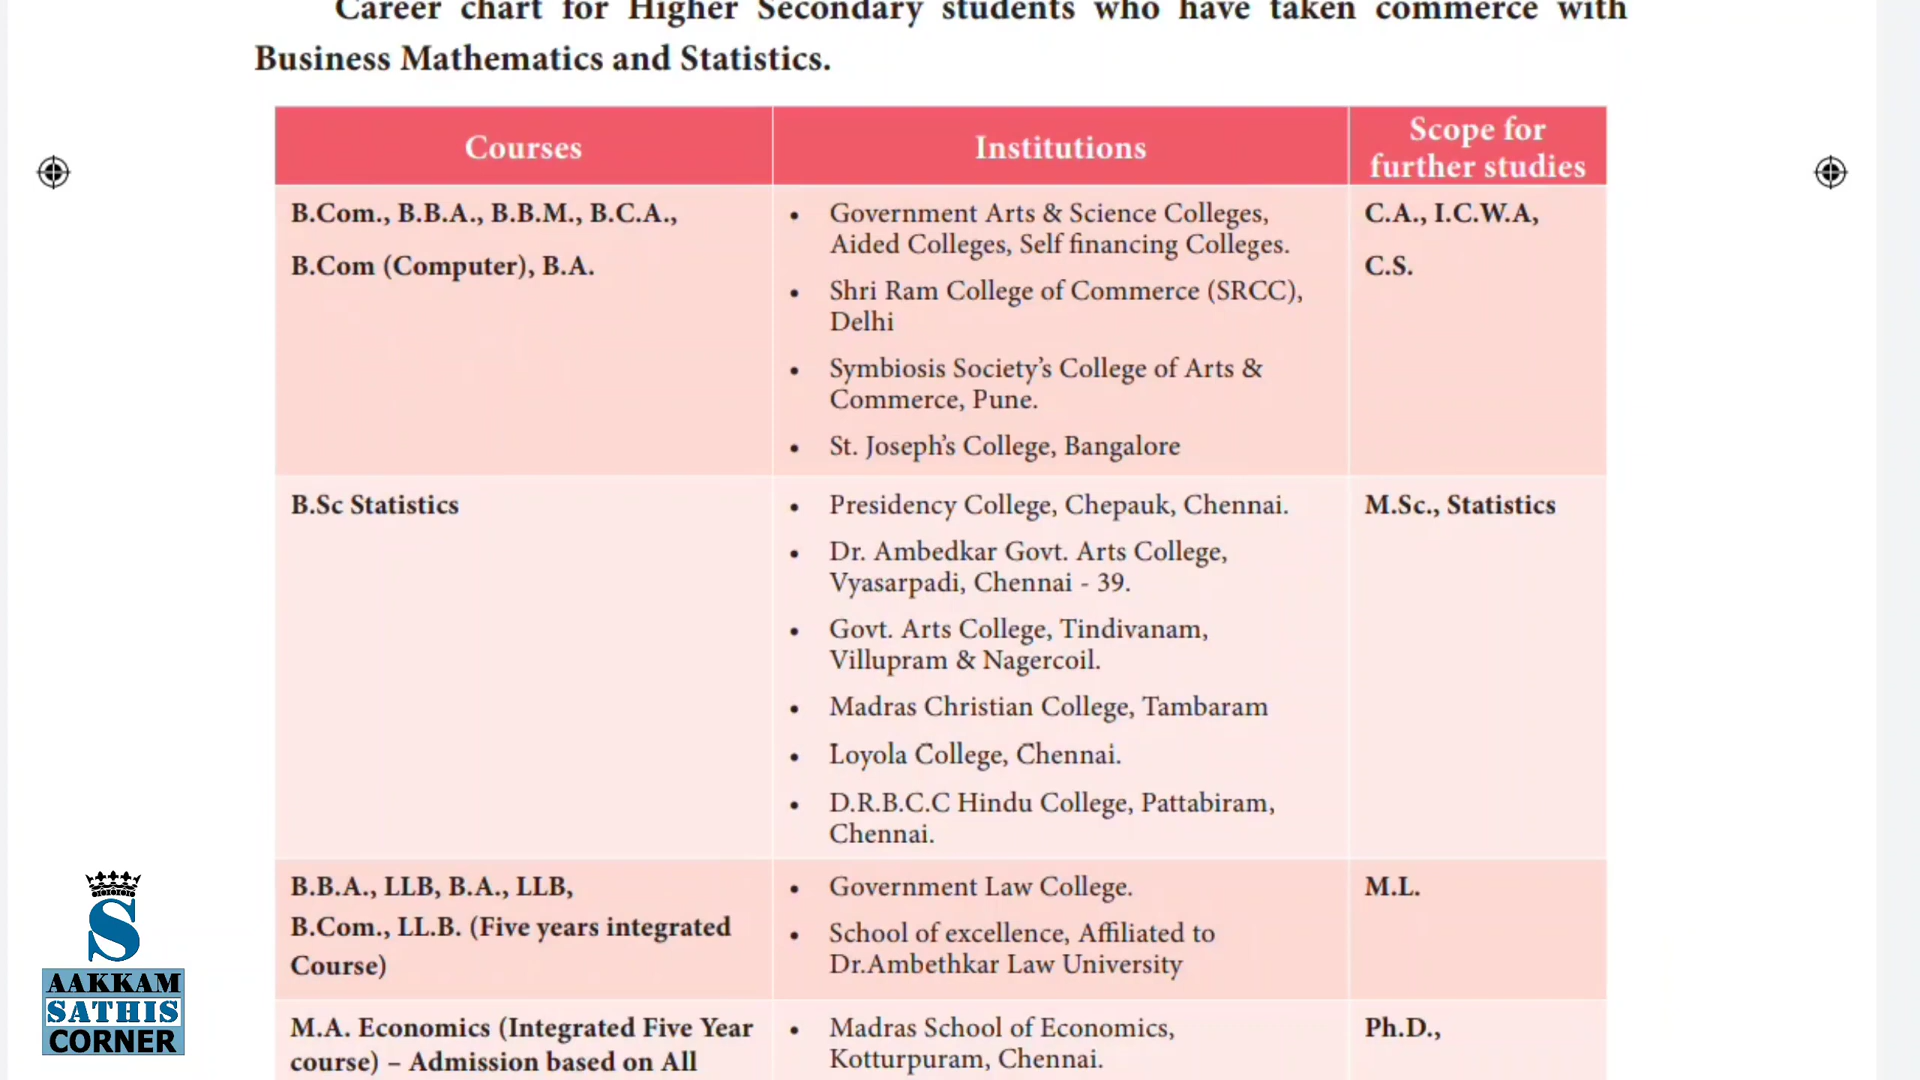 Career chart for Higher Secondary students who have taken commerce with
Business Mathematics and Statistics.
Courses
Institutions
Scope for
further studies
B.Com., B.B.A., B.B.M., B.C.A.,
B.Com (Computer), B.A.
• Government Arts & Science Colleges,
Aided Colleges, Self financing Colleges.
• Shri Ram College of Commerce (SRCC),
Delhi
• Symbiosis Society's College of Arts &
Commerce, Pune.
• St. Joseph's College, Bangalore
C.A., I.C.W.A,
C.S.
B.Sc Statistics
• Presidency College, Chepauk, Chennai.
• Dr. Ambedkar Govt. Arts College,
Vyasarpadi, Chennai - 39.
• Govt. Arts College, Tindivanam,
Villupram & Nagercoil.
• Madras Christian College, Tambaram
• Loyola College, Chennai.
• D.R.B.C.C Hindu College, Pattabiram,
Chennai.
M.Sc., Statistics
B.B.A., LLB, B.A., LLB,
B.Com., LL.B. (Five years integrated
Course)
• Government Law College.
• School of excellence, Affiliated to
Dr.Ambethkar Law University
M.L.
M.A. Economics (Integrated Five Year
course) – Admission based on All
• Madras School of Economics,
Kotturpuram, Chennai.
Ph.D.,
S
AAKKAM
SATHIS
CORNER